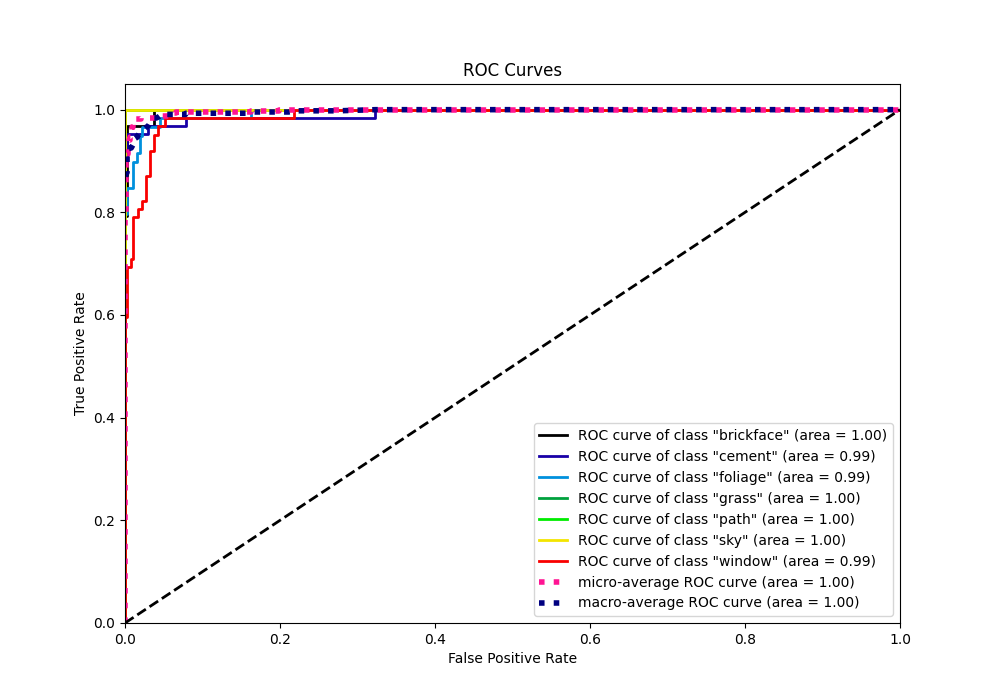 ROC Curves
1.0
0.8
0.6
0.4
0.2
0.0
True Positive Rate
ROC curve of class "brickface" (area = 1.00)
ROC curve of class "cement" (area = 0.99)
ROC curve of class "foliage" (area = 0.99)
ROC curve of class "grass" (area = 1.00)
ROC curve of class "path" (area = 1.00)
ROC curve of class "sky" (area = 1.00)
ROC curve of class "window" (area = 0.99)
micro-average ROC curve (area = 1.00)
macro-average ROC curve (area = 1.00)
0.0 0.2 0.4 0.6 0.8 1.0
False Positive Rate